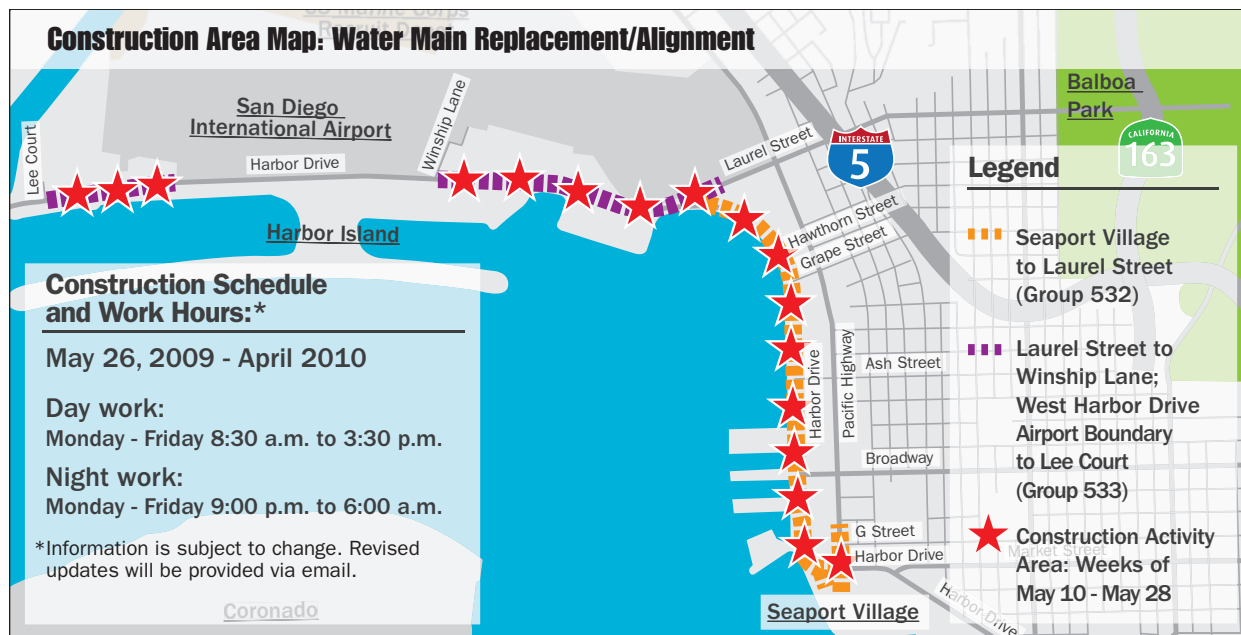 US Marine Corps
Recruit Depot
Construction Area Map: Water Main Replacement/Alignment
San Diego
International Airport
Winship Lane
Lee Court
Harbor Drive
Laurel Street
INTERSTATE
5
Balboa
Park
CALIFORNIA
163
Harbor Island
Hawthorn Street
Grape Street
Harbor Drive
Pacific Highway
Ash Street
Broadway
G Street
Harbor Drive
Market Street
Harbor Drive
Seaport Village
Coronado
Construction Schedule
and Work Hours:*
May 26, 2009 - April 2010
Day work:
Monday - Friday 8:30 a.m. to 3:30 p.m.
Night work:
Monday - Friday 9:00 p.m. to 6:00 a.m.
*Information is subject to change. Revised
updates will be provided via email.
Legend
Seaport Village
to Laurel Street
(Group 532)
Laurel Street to
Winship Lane;
West Harbor Drive
Airport Boundary
to Lee Court
(Group 533)
Construction Activity
Area: Weeks of
May 10 - May 28